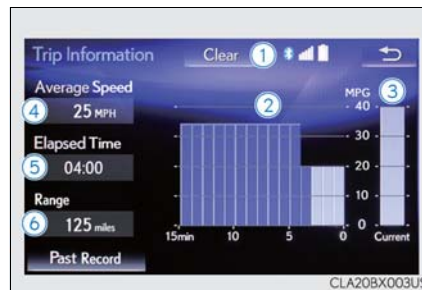 Trip Information
Clear
1
Average Speed
4
25 MPH
2
MPG
3
40
30
20
10
0
Elapsed Time
5
04:00
Range
6
125 miles
15min
10
5
0
Current
Past Record
CLA20BX003US